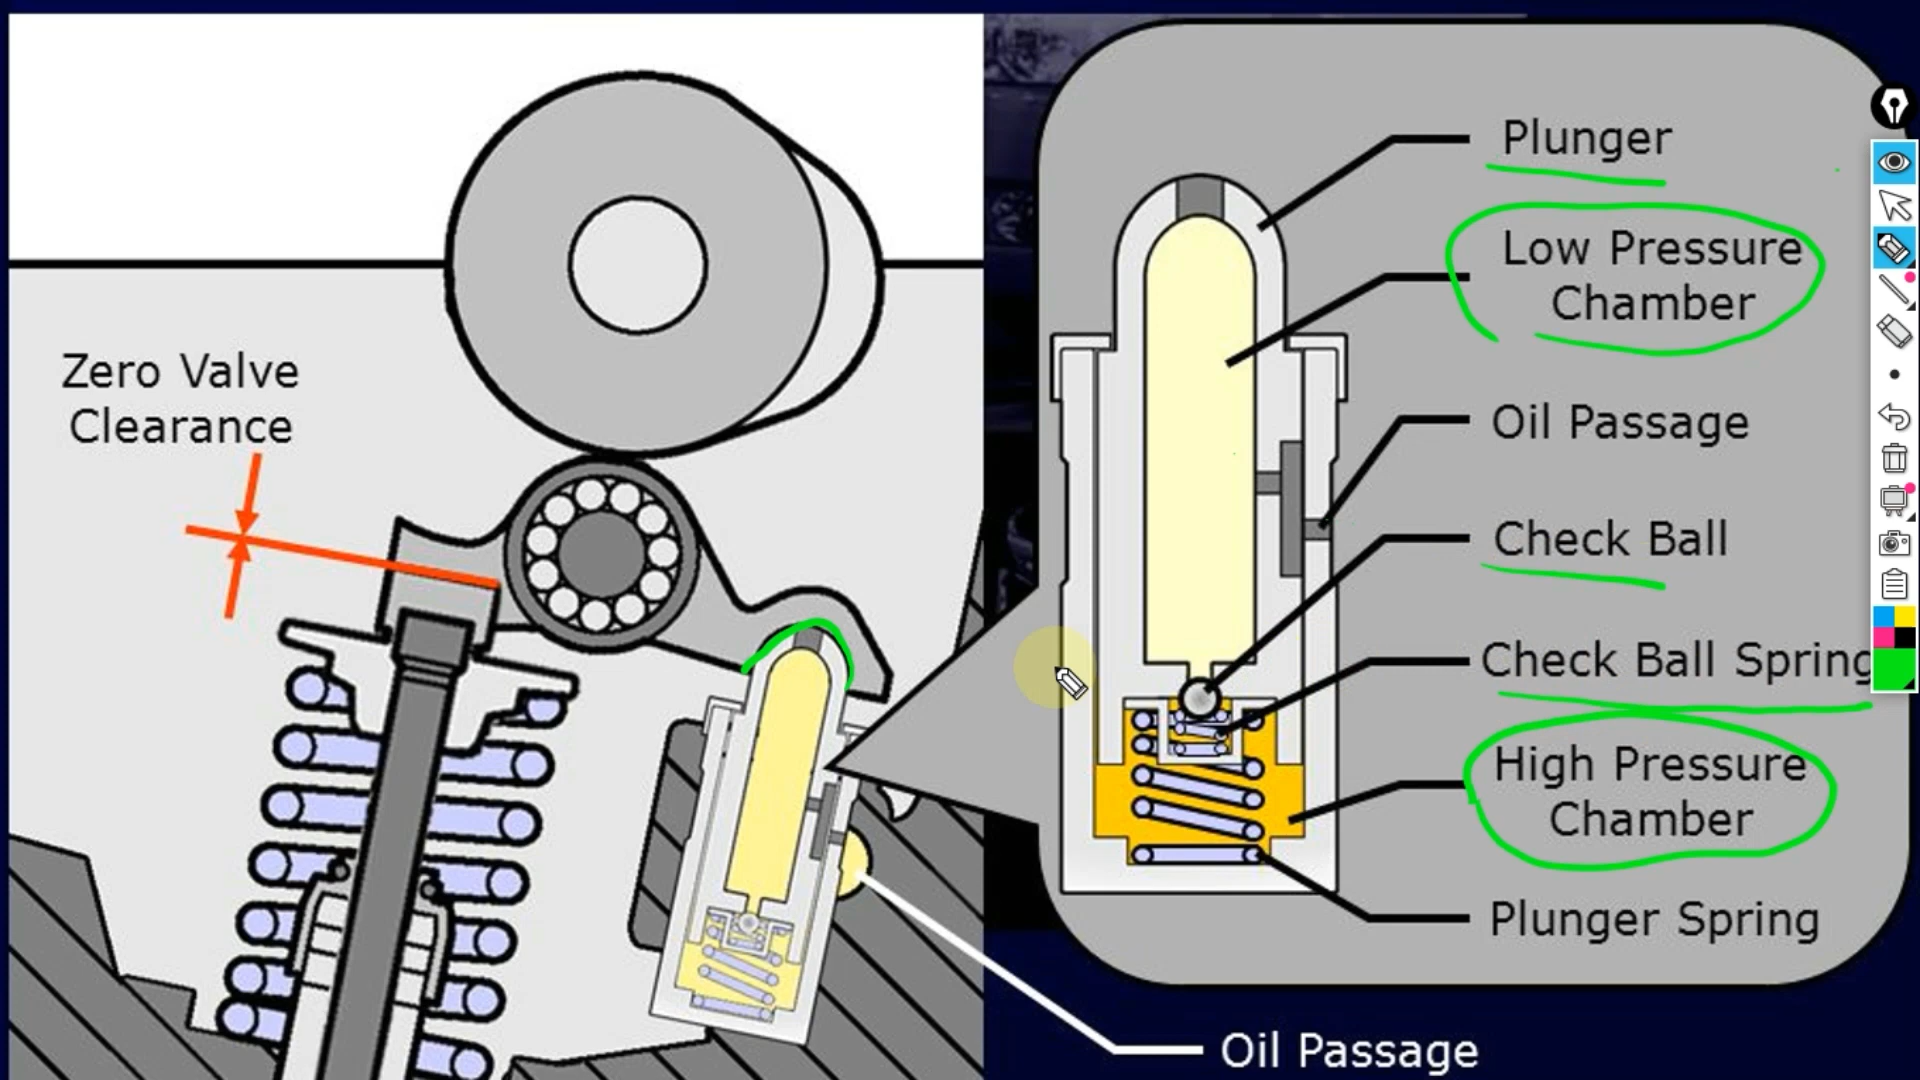 Zero Valve
Clearance
Plunger
Low Pressure
Chamber
Oil Passage
Check Ball
Check Ball Spring
High Pressure
Chamber
Plunger Spring
Oil Passage